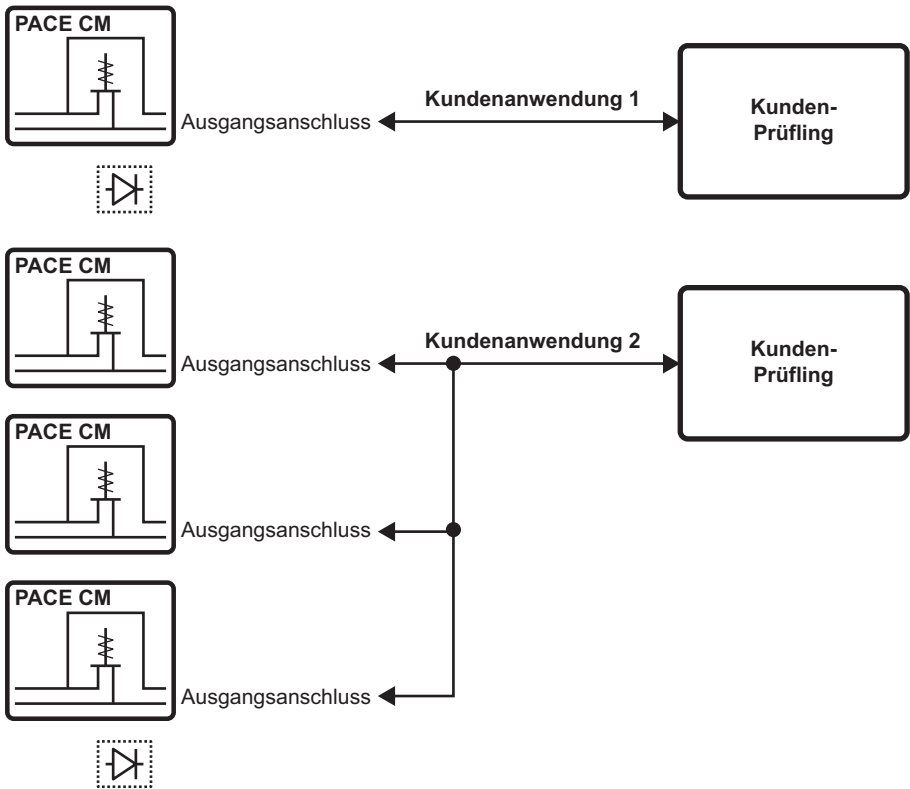 PACE CM
Ausgangsanschluss
Kundenanwendung 1
Kunden-
Prüfling
PACE CM
Ausgangsanschluss
Kundenanwendung 2
Kunden-
Prüfling
PACE CM
Ausgangsanschluss
PACE CM
Ausgangsanschluss